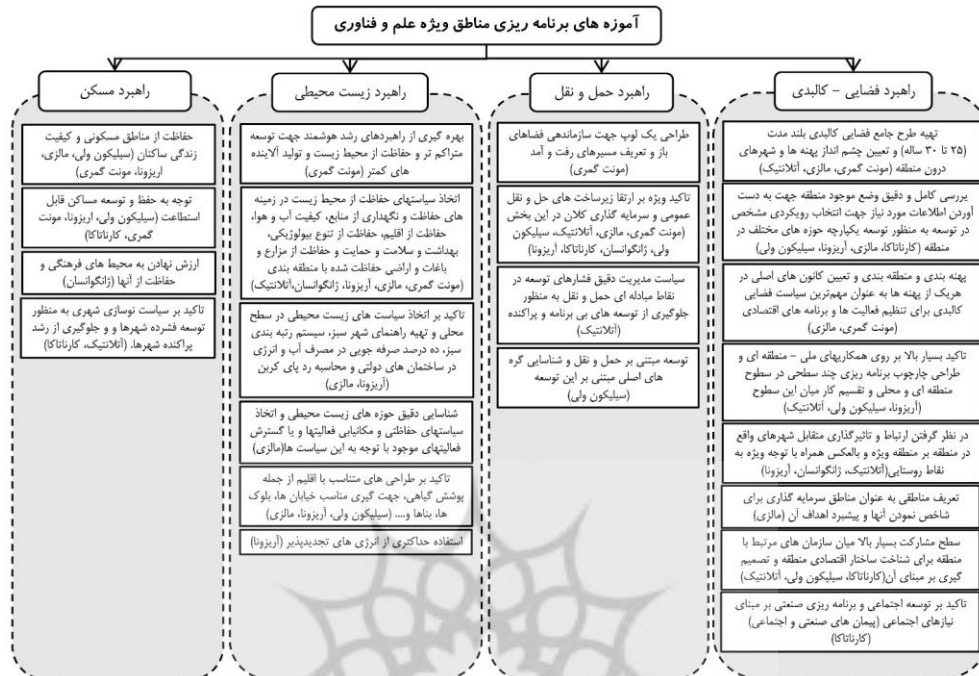 آموزه های برنامه ریزی مناطق ویژه علم و فناوری
راهبرد فضایی – کالبدی
تهیه طرح جامع فضایی کالبدی بلند مدت
(۲۵ تا ۳۰ ساله) و تعیین چشم انداز پهنه ها و شهرهای
درون منطقه (مونت گمری، مالزی، آتلانتیک)
بررسی کامل و دقیق وضع موجود منطقه جهت به دست
آوردن اطلاعات مورد نیاز جهت انتخاب رویکردی مشخص
در توسعه به منظور توسعه یکپارچه حوزه های مختلف در
منطقه (کارناتاکا، مالزی، آریزونا، سیلیکون ولی)
پهنه بندی و منطقه بندی و تعیین کانون های اصلی در
هریک از پهنه ها به عنوان مهم‌ترین سیاست فضایی
کالبدی برای تنظیم فعالیت ها و برنامه های اقتصادی
(مونت گمری، مالزی)
تاکید بسیار بالا بر روی همکاریهای ملی – منطقه ای و
طراحی چارچوب برنامه ریزی چند سطحی در سطوح
منطقه ای و محلی و تقسیم کار میان این سطوح
(آریزونا، سیلیکون ولی، آتلانتیک)
در نظر گرفتن ارتباط و تاثیرگذاری متقابل شهرهای واقع
در منطقه بر منطقه ویژه و بالعکس همراه با توجه ویژه به
نقاط روستایی(آتلانتیک، ژانگوانسان، آریزونا)
تعریف مناطقی به عنوان مناطق سرمایه گذاری برای
شاخص نمودن آنها و پیشبرد اهداف آن (مالزی)
سطح مشارکت بسیار بالا میان سازمان های مرتبط با
منطقه برای شناخت ساختار اقتصادی منطقه و تصمیم
گیری بر مبنای آن(کارناتاکا، سیلیکون ولی، آتلانتیک)
تاکید بر توسعه اجتماعی و برنامه ریزی صنعتی بر مبنای
نیازهای اجتماعی (پیمان های صنعتی و اجتماعی)
(کارناتاکا)
راهبرد حمل و نقل
طراحی یک لوپ جهت سازماندهی فضاهای
باز و تعریف مسیرهای رفت و آمد
(مونت گمری)
تاکید ویژه بر ارتقا زیرساخت های حل و نقل
عمومی و سرمایه گذاری کلان در این بخش
(مونت گمری، مالزی، آتلانتیک، سیلیکون
ولی، ژانگوانسان، کارناتاکا، آریزونا)
سیاست مدیریت دقیق فشارهای توسعه در
نقاط مبادله ای حمل و نقل به منظور
جلوگیری از توسعه های بی برنامه و پراکنده
(آتلانتیک)
توسعه مبتنی بر حمل و نقل و شناسایی گره
های اصلی مبتنی بر این توسعه
(سیلیکون ولی)
راهبرد زیست محیطی
بهره گیری از راهبردهای رشد هوشمند جهت توسعه
متراکم تر و حفاظت از محیط زیست و تولید آلاینده
های کمتر (مونت گمری)
اتخاذ سیاستهای حفاظت از محیط زیست در زمینه
های حفاظت و نگهداری از منابع، کیفیت آب و هوا،
حفاظت از اقلیم، حفاظت از تنوع بیولوژیکی،
بهداشت و سلامت و حمایت و حفاظت از مزارع و
باغات و اراضی حفاظت شده با منطقه بندی
(مونت گمری، مالزی، آریزونا، ژانگوانسان،آتلانتیک)
تاکید بر اتخاذ سیاست های زیست محیطی در سطح
محلی و تهیه راهنمای شهر سبز، سیستم رتبه بندی
سبز، ده درصد صرفه جویی در مصرف آب و انرژی
در ساختمان های دولتی و محاسبه رد پای کربن
(آریزونا، مالزی)
شناسایی دقیق حوزه های زیست محیطی و اتخاذ
سیاستهای حفاظتی و مکانیابی فعالیتها و یا گسترش
فعالیتهای موجود با توجه به این سیاست ها(مالزی)
تاکید بر طراحی های متناسب با اقلیم از جمله
پوشش گیاهی، جهت گیری مناسب خیابان ها، بلوک
ها، بناها و.... (سیلیکون ولی، آریزونا، مالزی)
استفاده حداکثری از انرژی های تجدیدپذیر (آریزونا)
راهبرد مسکن
حفاظت از مناطق مسکونی و کیفیت
زندگی ساکنان (سیلیکون ولی، مالزی،
اریزونا، مونت گمری)
توجه به حفظ و توسعه مساکن قابل
استطاعت (سیلیکون ولی، اریزونا، مونت
گمری، کارناتاکا)
ارزش نهادن به محیط های فرهنگی و
حفاظت از آنها (ژانگوانسان)
تاکید بر سیاست نوسازی شهری به منظور
توسعه فشرده شهرها و و جلوگیری از رشد
پراکنده شهرها. (آتلانتیک، کارناتاکا)